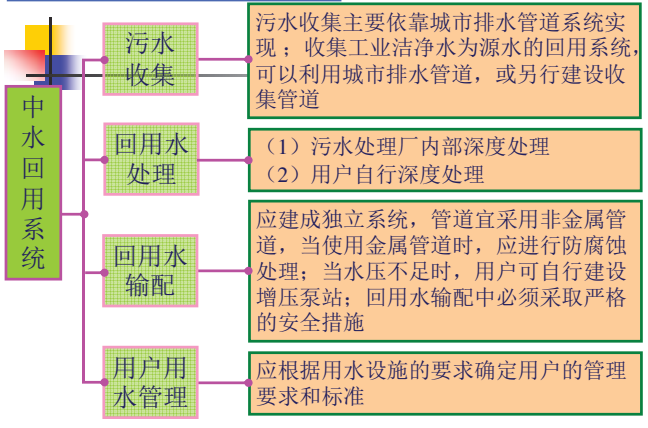 中
水
回
用
系
统
污水
收集
污水收集主要依靠城市排水管道系统实
现；收集工业洁净水为源水的回用系统，
可以利用城市排水管道，或另行建设收
集管道
回用水
处理
（1）污水处理厂内部深度处理
（2）用户自行深度处理
回用水
输配
应建成独立系统，管道宜采用非金属管
道，当使用金属管道时，应进行防腐蚀
处理；当水压不足时，用户可自行建设
增压泵站；回用水输配中必须采取严格
的安全措施
用户用
水管理
应根据用水设施的要求确定用户的管理
要求和标准